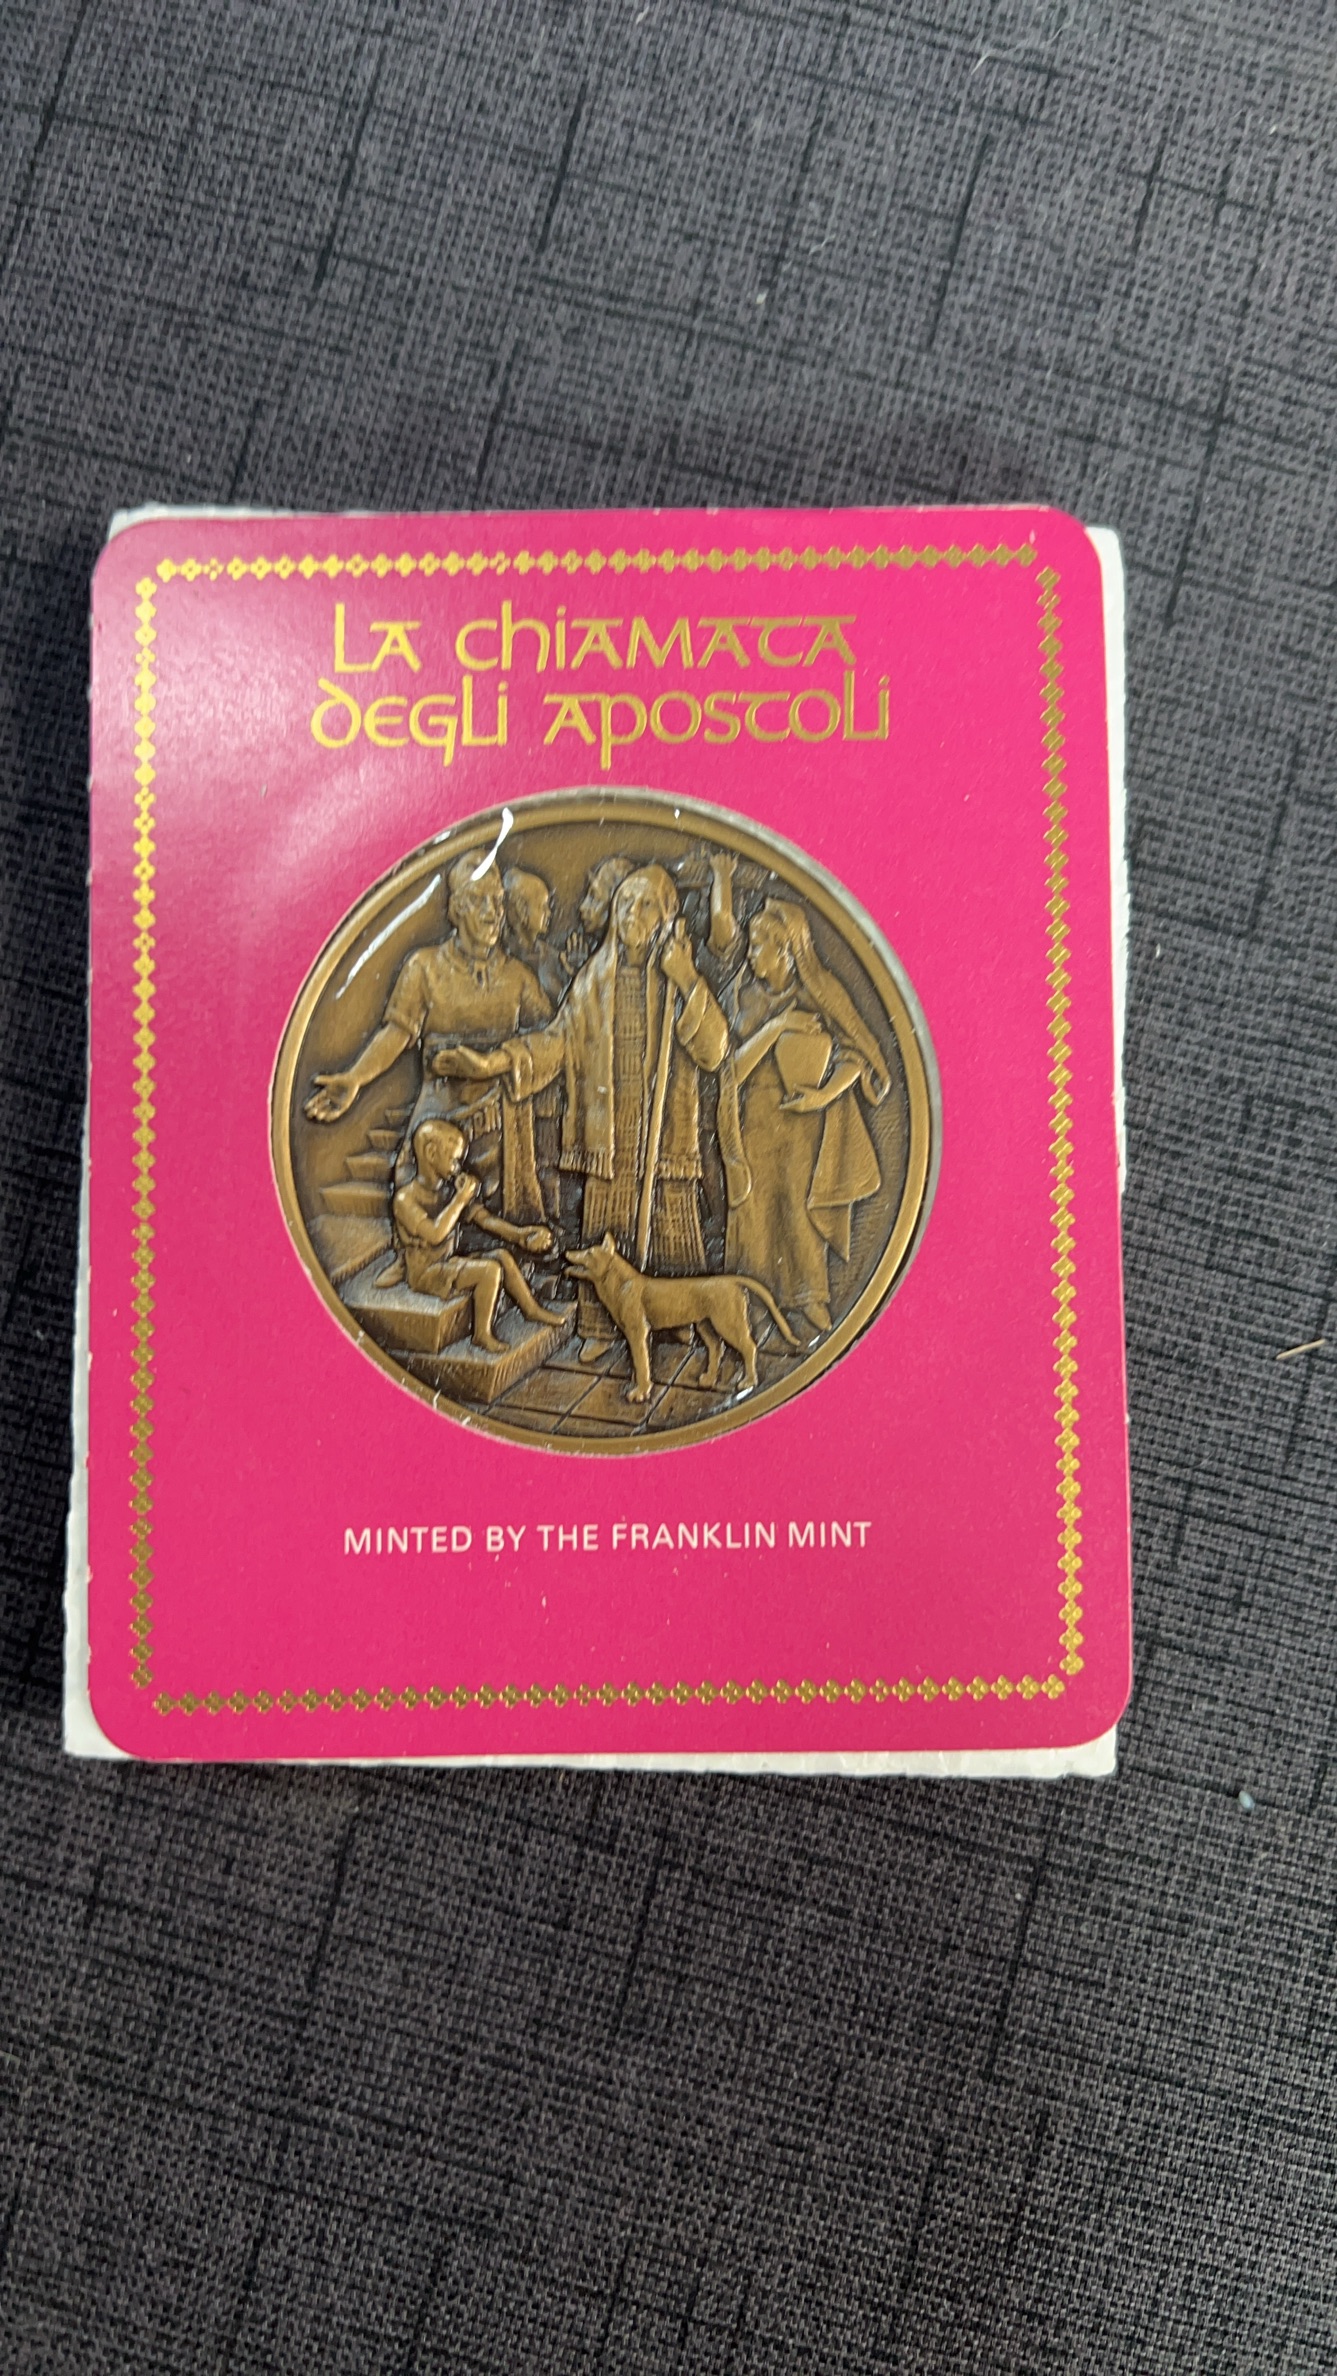 La chiamata
degli apostoli
MINTED BY THE FRANKLIN MINT